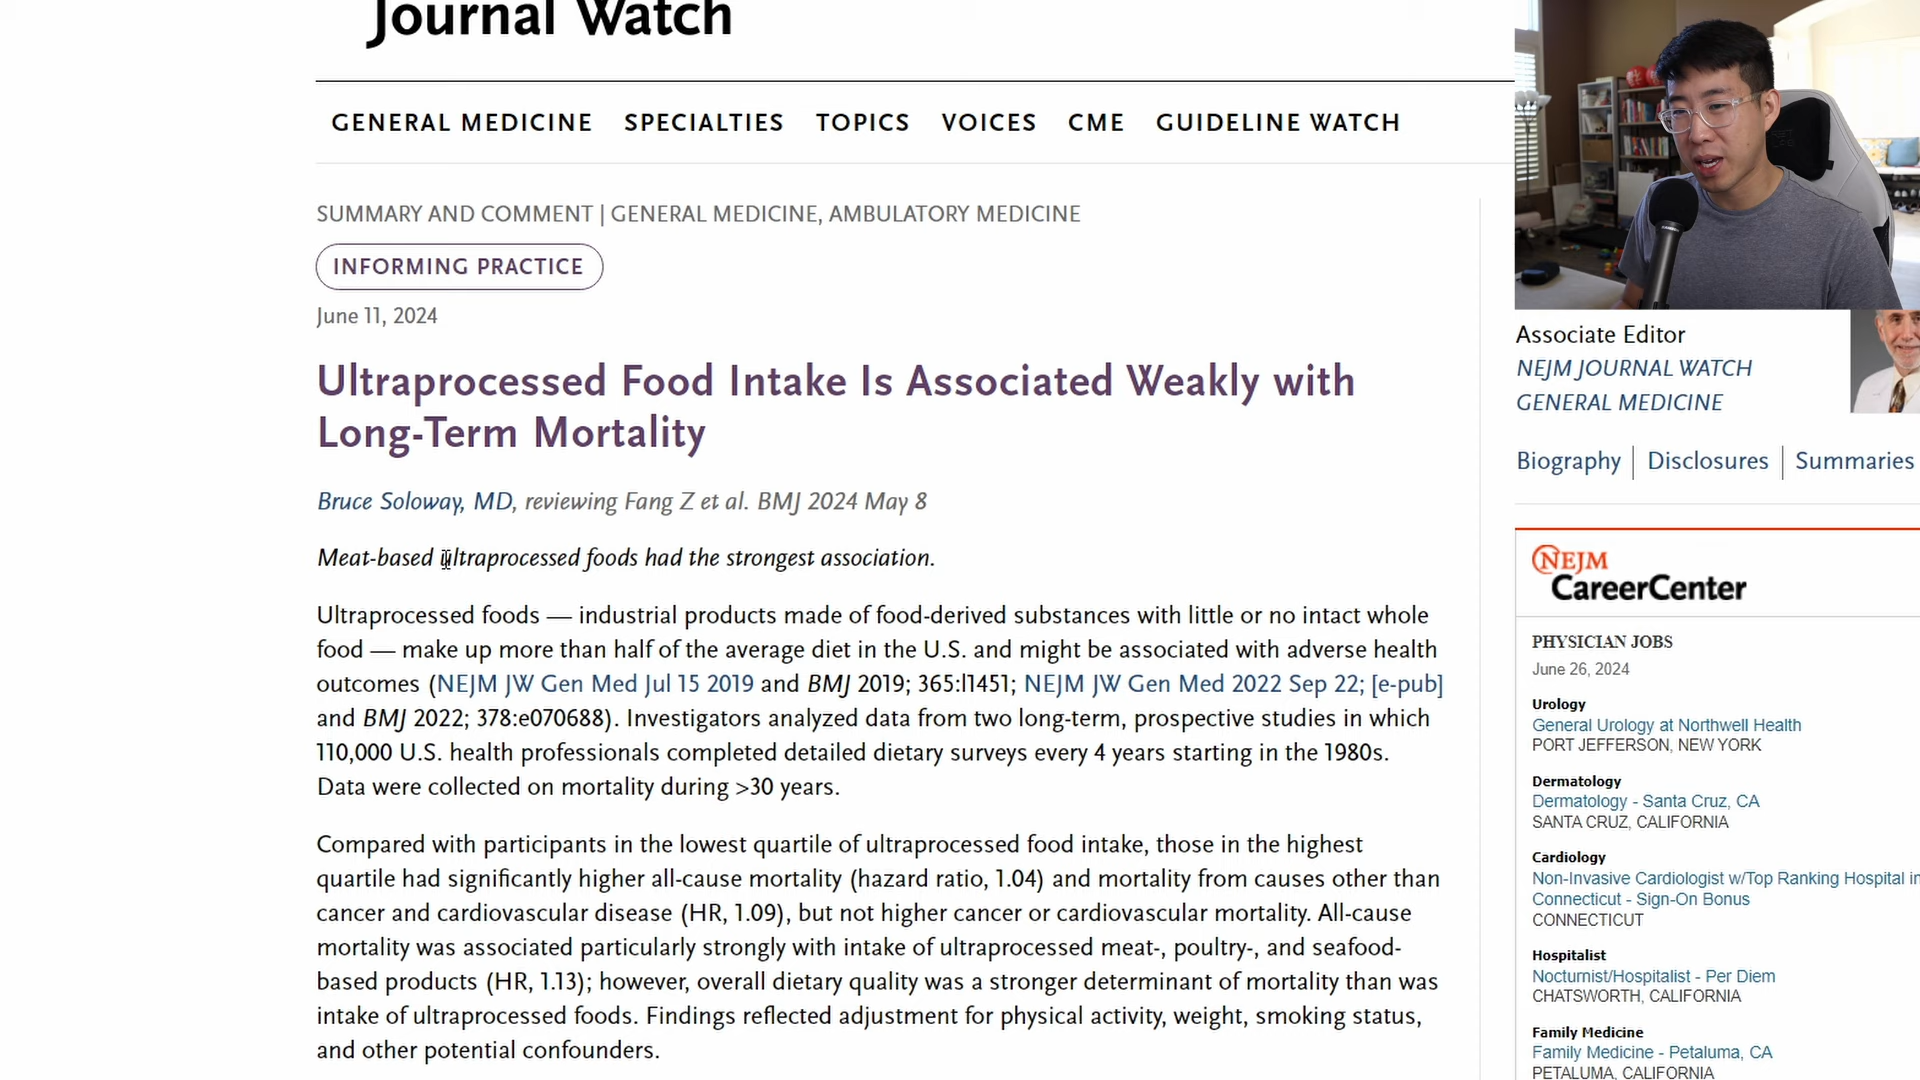 Journal Watch
GENERAL MEDICINE SPECIALTIES TOPICS VOICES CME GUIDELINE WATCH
SUMMARY AND COMMENT | GENERAL MEDICINE, AMBULATORY MEDICINE
INFORMING PRACTICE
June 11, 2024
Ultraprocessed Food Intake Is Associated Weakly with
Long-Term Mortality
Bruce Soloway, MD, reviewing Fang Z et al. BMJ 2024 May 8
Meat-based ultraprocessed foods had the strongest association.
Ultraprocessed foods — industrial products made of food-derived substances with little or no intact whole
food — make up more than half of the average diet in the U.S. and might be associated with adverse health
outcomes (NEJM JW Gen Med Jul 15 2019 and BMJ 2019; 365:l1451; NEJM JW Gen Med 2022 Sep 22; [e-pub]
and BMJ 2022; 378:e070688). Investigators analyzed data from two long-term, prospective studies in which
110,000 U.S. health professionals completed detailed dietary surveys every 4 years starting in the 1980s.
Data were collected on mortality during >30 years.
Compared with participants in the lowest quartile of ultraprocessed food intake, those in the highest
quartile had significantly higher all-cause mortality (hazard ratio, 1.04) and mortality from causes other than
cancer and cardiovascular disease (HR, 1.09), but not higher cancer or cardiovascular mortality. All-cause
mortality was associated particularly strongly with intake of ultraprocessed meat-, poultry-, and seafood-
based products (HR, 1.13); however, overall dietary quality was a stronger determinant of mortality than was
intake of ultraprocessed foods. Findings reflected adjustment for physical activity, weight, smoking status,
and other potential confounders.
Associate Editor
NEJM JOURNAL WATCH
GENERAL MEDICINE
Biography | Disclosures | Summaries
NEJM
CareerCenter
PHYSICIAN JOBS
June 26, 2024
Urology
General Urology at Northwell Health
PORT JEFFERSON, NEW YORK
Dermatology
Dermatology - Santa Cruz, CA
SANTA CRUZ, CALIFORNIA
Cardiology
Non-Invasive Cardiologist w/Top Ranking Hospital in
Connecticut - Sign-On Bonus
CONNECTICUT
Hospitalist
Nocturnist/Hospitalist - Per Diem
CHATSWORTH, CALIFORNIA
Family Medicine
Family Medicine - Petaluma, CA
PETALUMA, CALIFORNIA